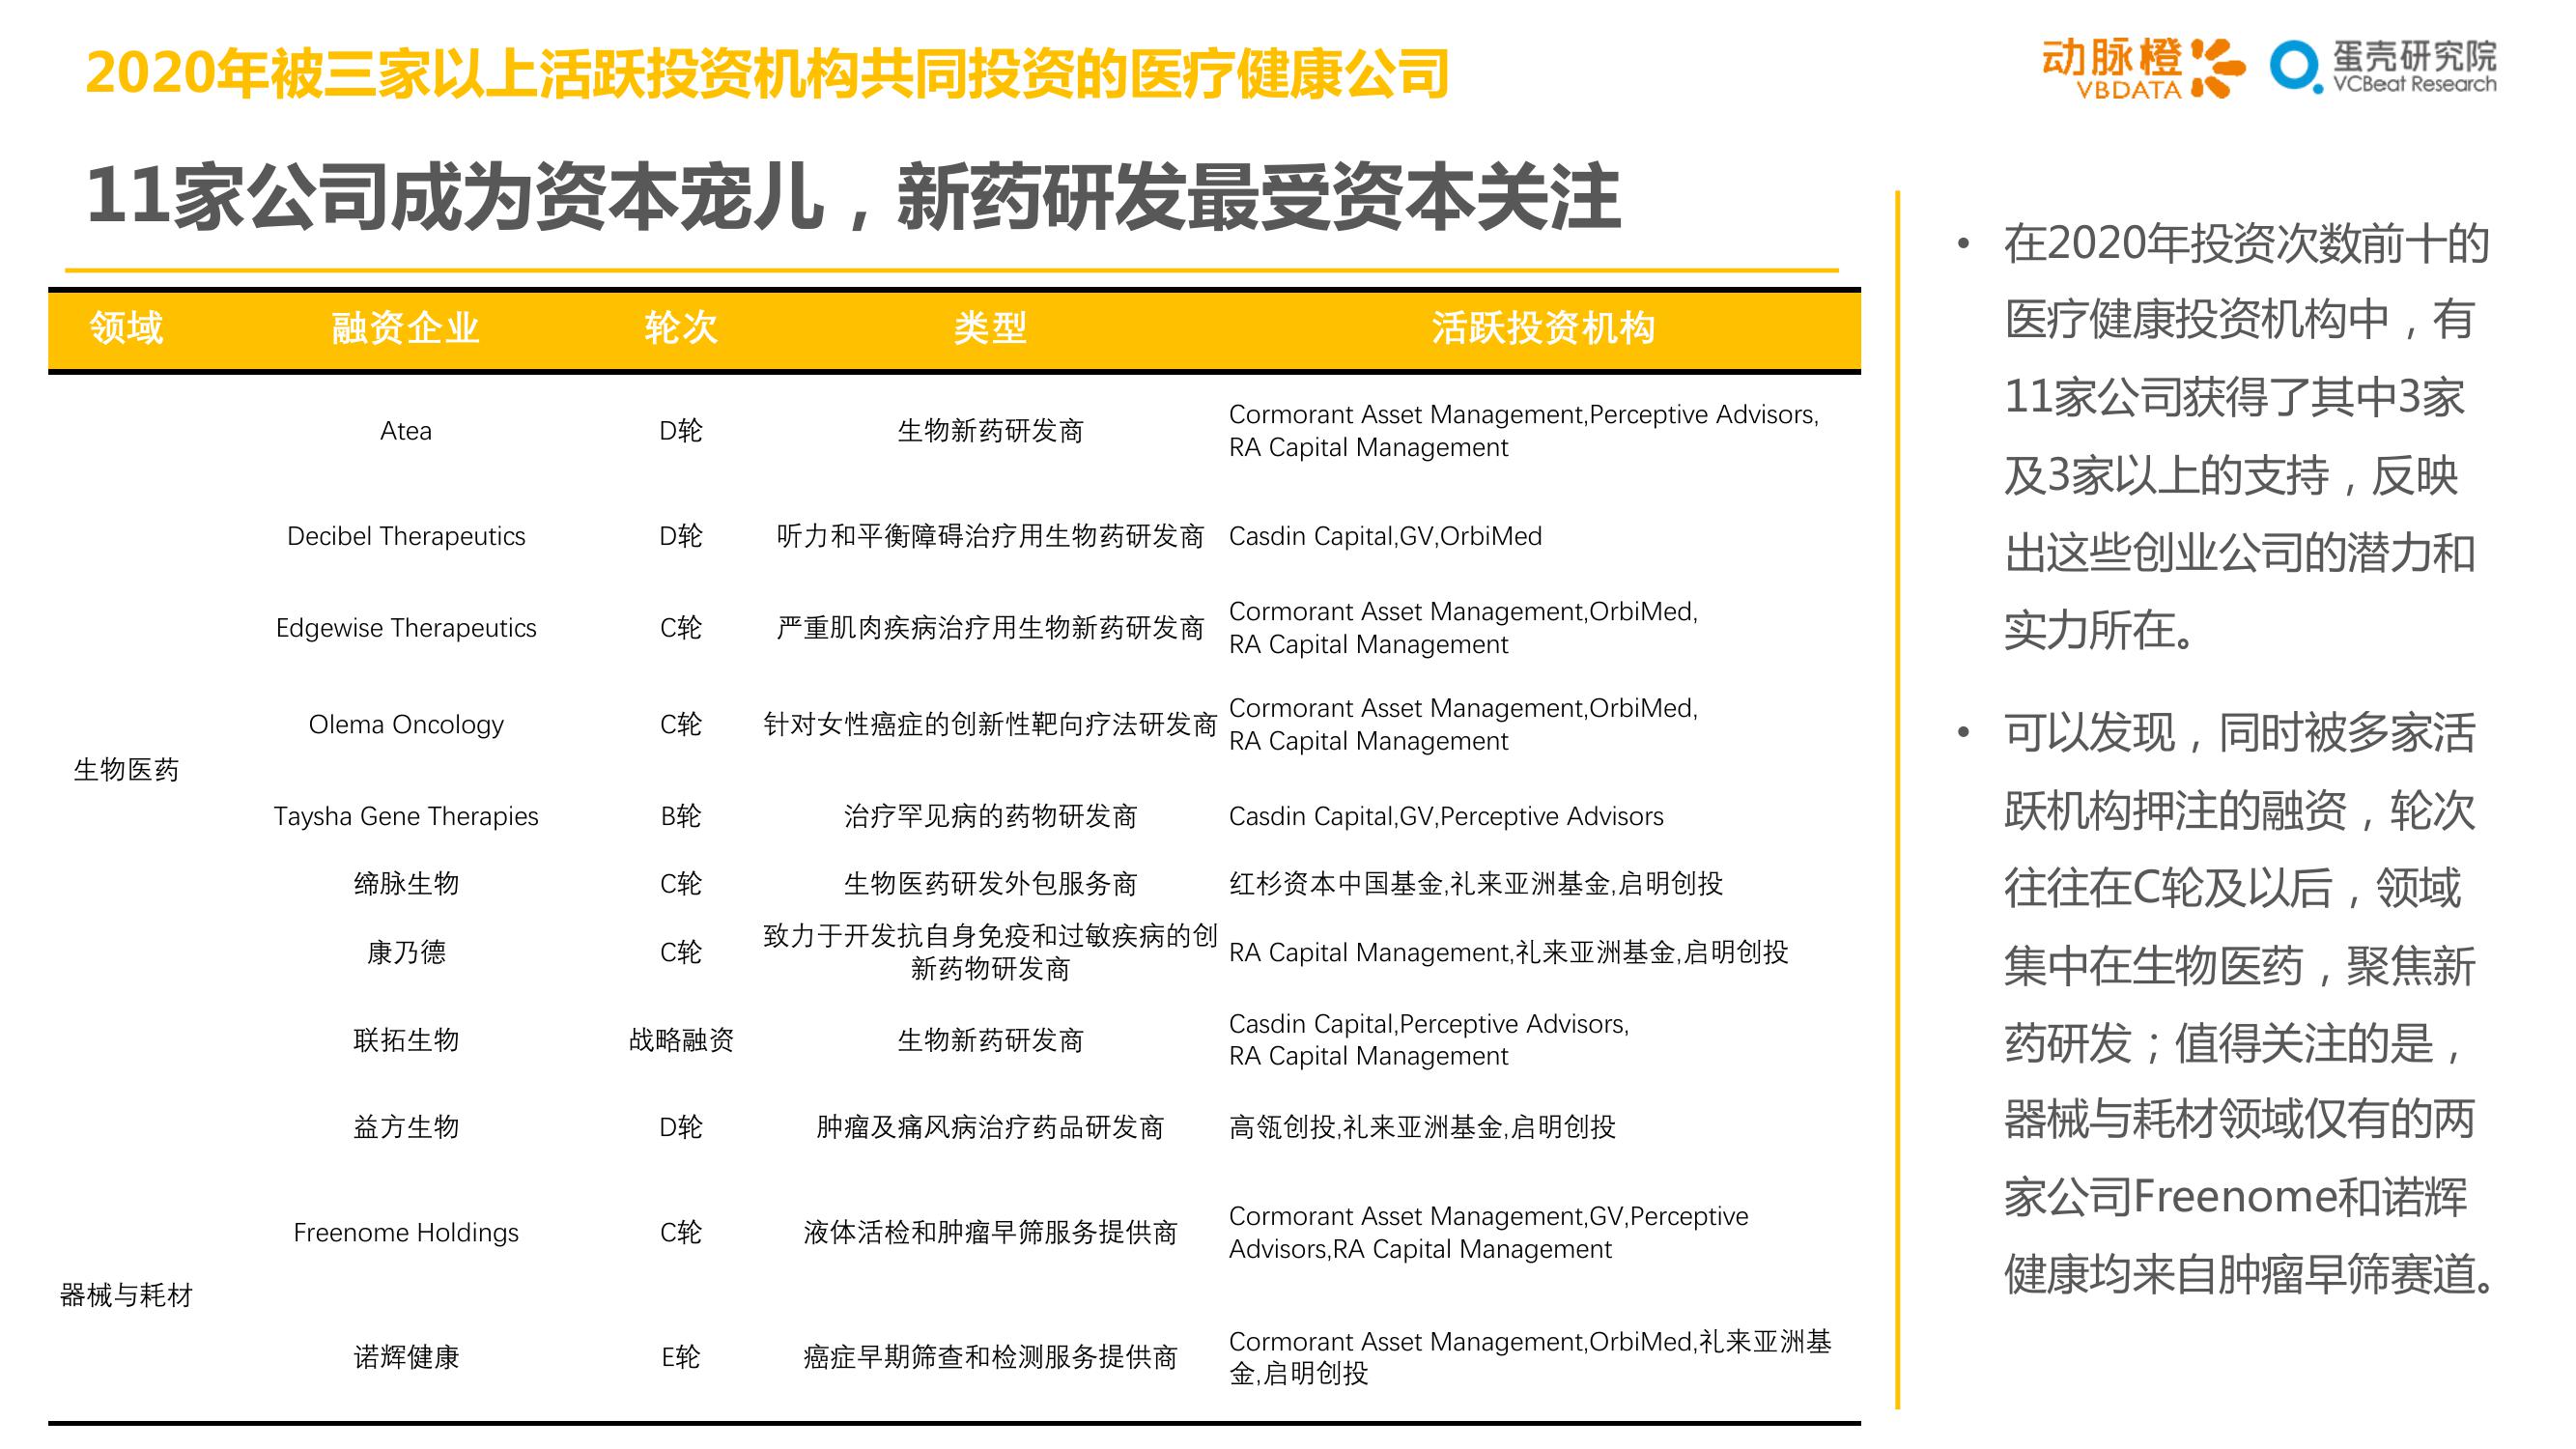 2020年被三家以上活跃投资机构共同投资的医疗健康公司
动脉橙
VBDATA
蛋壳研究院
VCBeat Research
11家公司成为资本宠儿，新药研发最受资本关注
领域 融资企业 轮次 类型 活跃投资机构
生物医药
Atea D轮 生物新药研发商 Cormorant Asset Management,Perceptive Advisors,
RA Capital Management
Decibel Therapeutics D轮 听力和平衡障碍治疗用生物药研发商 Casdin Capital,GV,OrbiMed
Edgewise Therapeutics C轮 严重肌肉疾病治疗用生物新药研发商 Cormorant Asset Management,OrbiMed,
RA Capital Management
Olema Oncology C轮 针对女性癌症的创新性靶向疗法研发商 Cormorant Asset Management,OrbiMed,
RA Capital Management
Taysha Gene Therapies B轮 治疗罕见病的药物研发商 Casdin Capital,GV,Perceptive Advisors
缔脉生物 C轮 生物医药研发外包服务商 红杉资本中国基金,礼来亚洲基金,启明创投
康乃德 C轮 致力于开发抗自身免疫和过敏疾病的创
新药物研发商 RA Capital Management,礼来亚洲基金,启明创投
联拓生物 战略融资 生物新药研发商 Casdin Capital,Perceptive Advisors,
RA Capital Management
益方生物 D轮 肿瘤及痛风病治疗药品研发商 高瓴创投,礼来亚洲基金,启明创投
器械与耗材
Freenome Holdings C轮 液体活检和肿瘤早筛服务提供商 Cormorant Asset Management,GV,Perceptive
Advisors,RA Capital Management
诺辉健康 E轮 癌症早期筛查和检测服务提供商 Cormorant Asset Management,OrbiMed,礼来亚洲基
金,启明创投
• 在2020年投资次数前十的
医疗健康投资机构中，有
11家公司获得了其中3家
及3家以上的支持，反映
出这些创业公司的潜力和
实力所在。
• 可以发现，同时被多家活
跃机构押注的融资，轮次
往往在C轮及以后，领域
集中在生物医药，聚焦新
药研发；值得关注的是，
器械与耗材领域仅有的两
家公司Freenome和诺辉
健康均来自肿瘤早筛赛道。